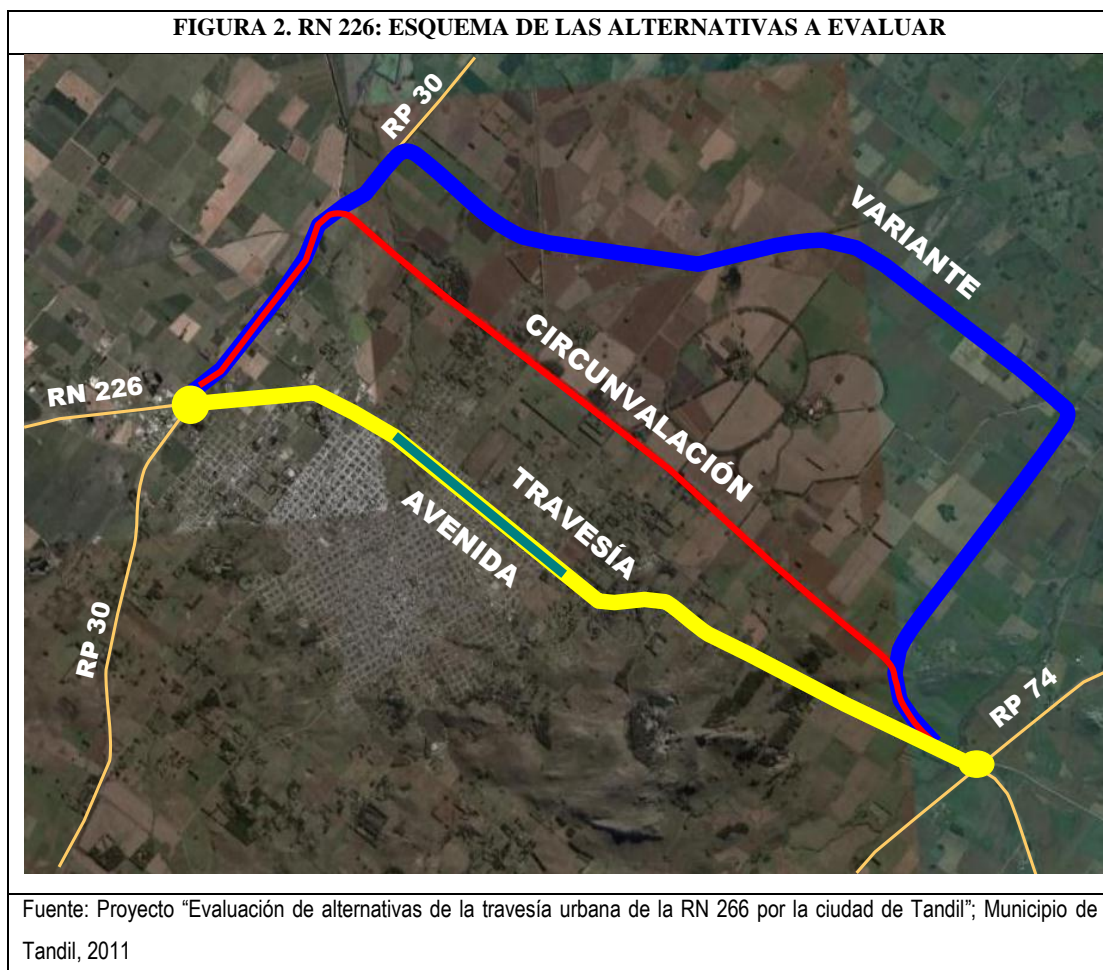 FIGURA 2. RN 226: ESQUEMA DE LAS ALTERNATIVAS A EVALUAR
RP 30
VARIANTE
CIRCUNVALACIÓN
RN 226
TRAVESÍA
AVENIDA
RP 30
RP 74
Fuente: Proyecto “Evaluación de alternativas de la travesía urbana de la RN 266 por la ciudad de Tandil”; Municipio de
Tandil, 2011